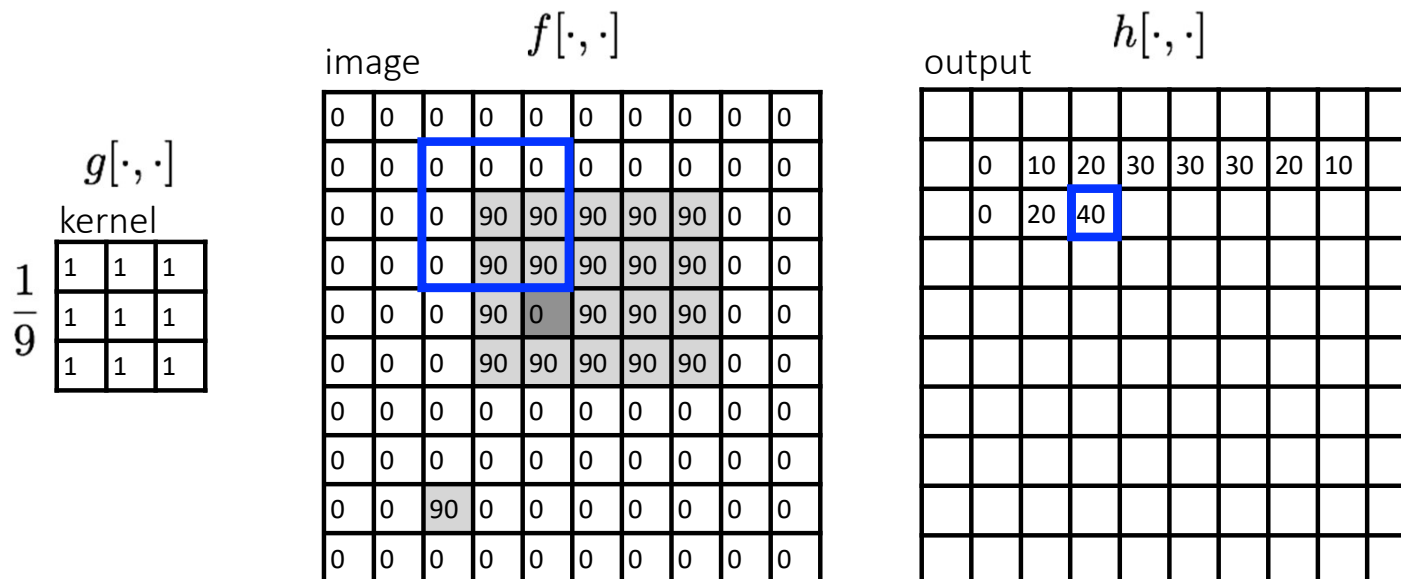 f[·, ·]
h[·, ·]
image
output
g[·, ·]
kernel
1/9
1 1 1
1 1 1
1 1 1
0 0 0 0 0 0 0 0 0 0
0 0 0 0 0 0 0 0 0 0
0 0 0 90 90 90 90 90 0 0
0 0 0 90 90 90 90 90 0 0
0 0 0 90 0 90 90 90 0 0
0 0 0 90 90 90 90 90 0 0
0 0 0 0 0 0 0 0 0 0
0 0 0 0 0 0 0 0 0 0
0 0 90 0 0 0 0 0 0 0
0 0 0 0 0 0 0 0 0 0
0 10 20 30 30 30 20 10
0 20 40